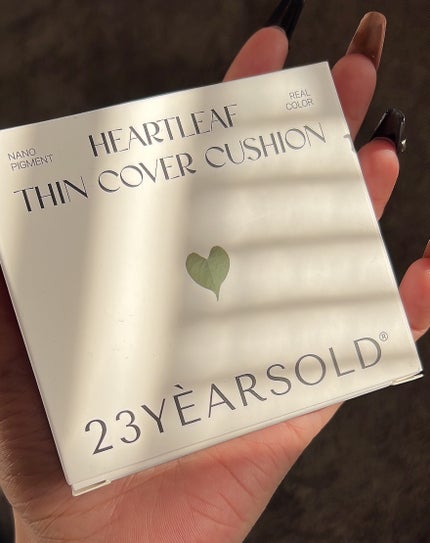 NANO
PIGMENT
REAL
COLOR
HEARTLEAF
THIN COVER CUSHION
23YÈARSOLD®